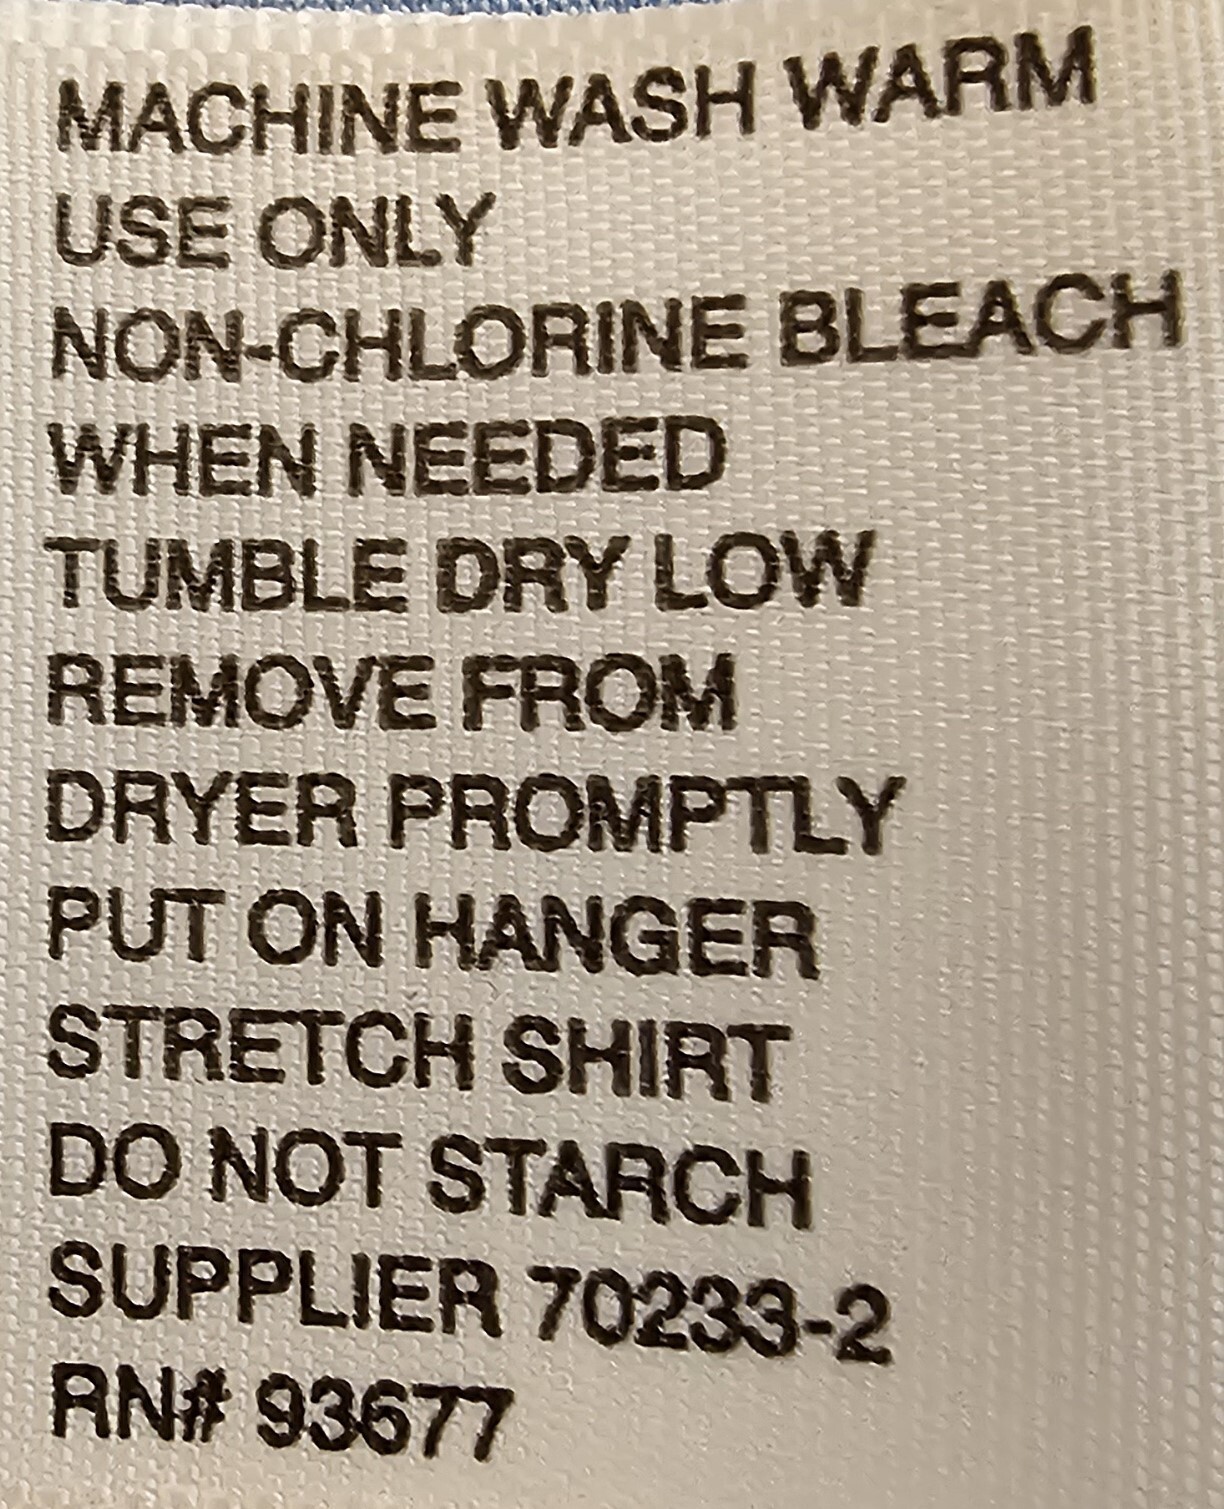 MACHINE WASH WARM
USE ONLY
NON-CHLORINE BLEACH
WHEN NEEDED
TUMBLE DRY LOW
REMOVE FROM
DRYER PROMPTLY
PUT ON HANGER
STRETCH SHIRT
DO NOT STARCH
SUPPLIER 70233-2
RN# 93677